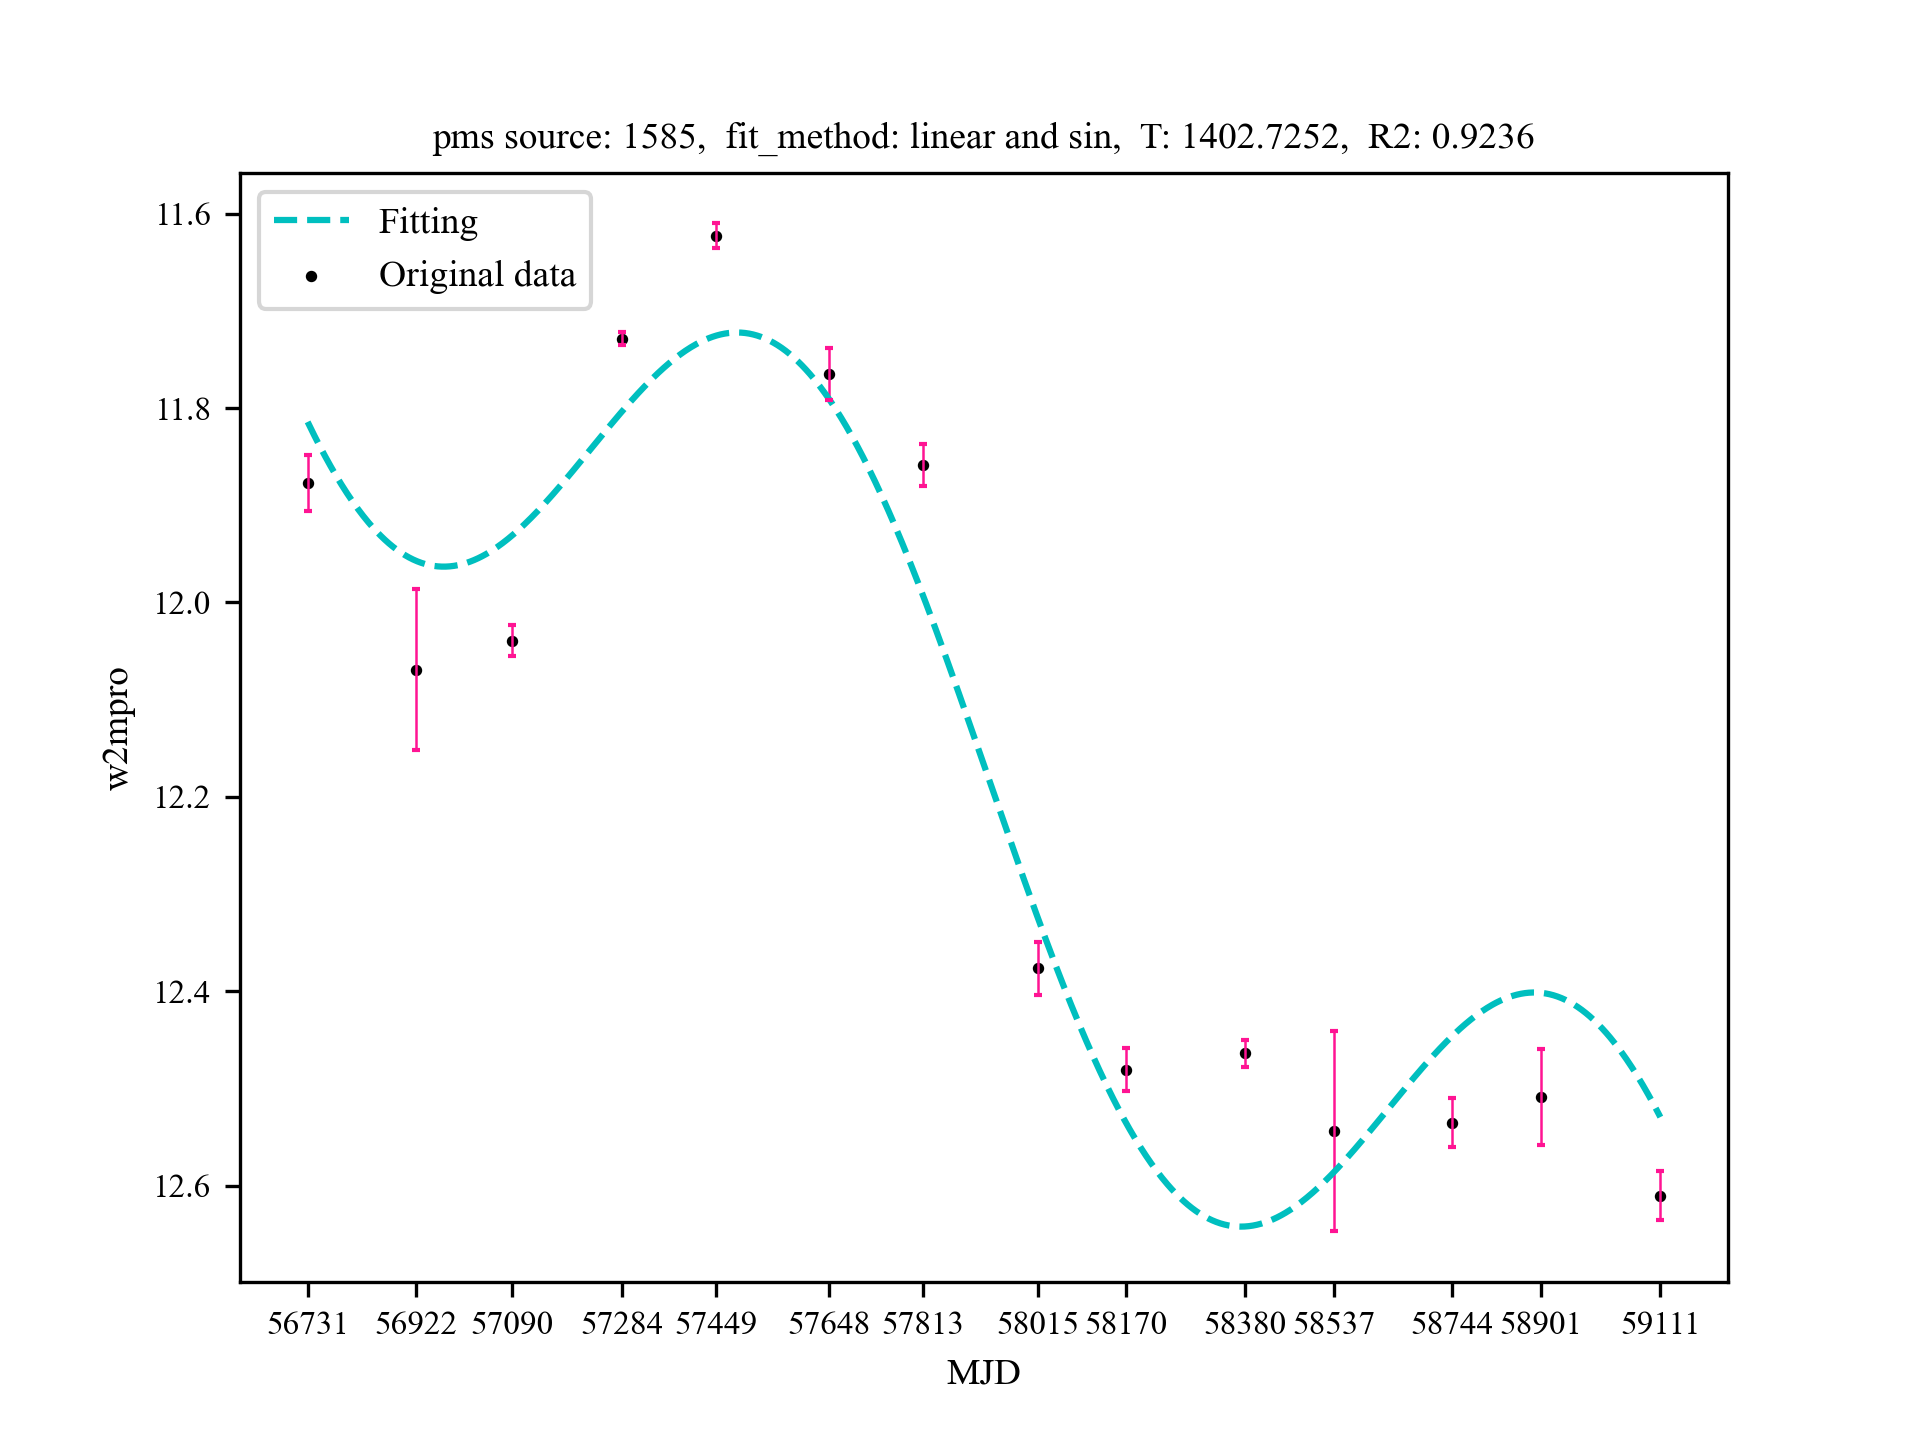 pms source: 1585, fit_method: linear and sin, T: 1402.7252, R2: 0.9236
Fitting
Original data
11.6
11.8
12.0
12.2
12.4
12.6
w2mpro
56731 56922 57090 57284 57449 57648 57813 58015 58170 58380 58537 58744 58901 59111
MJD